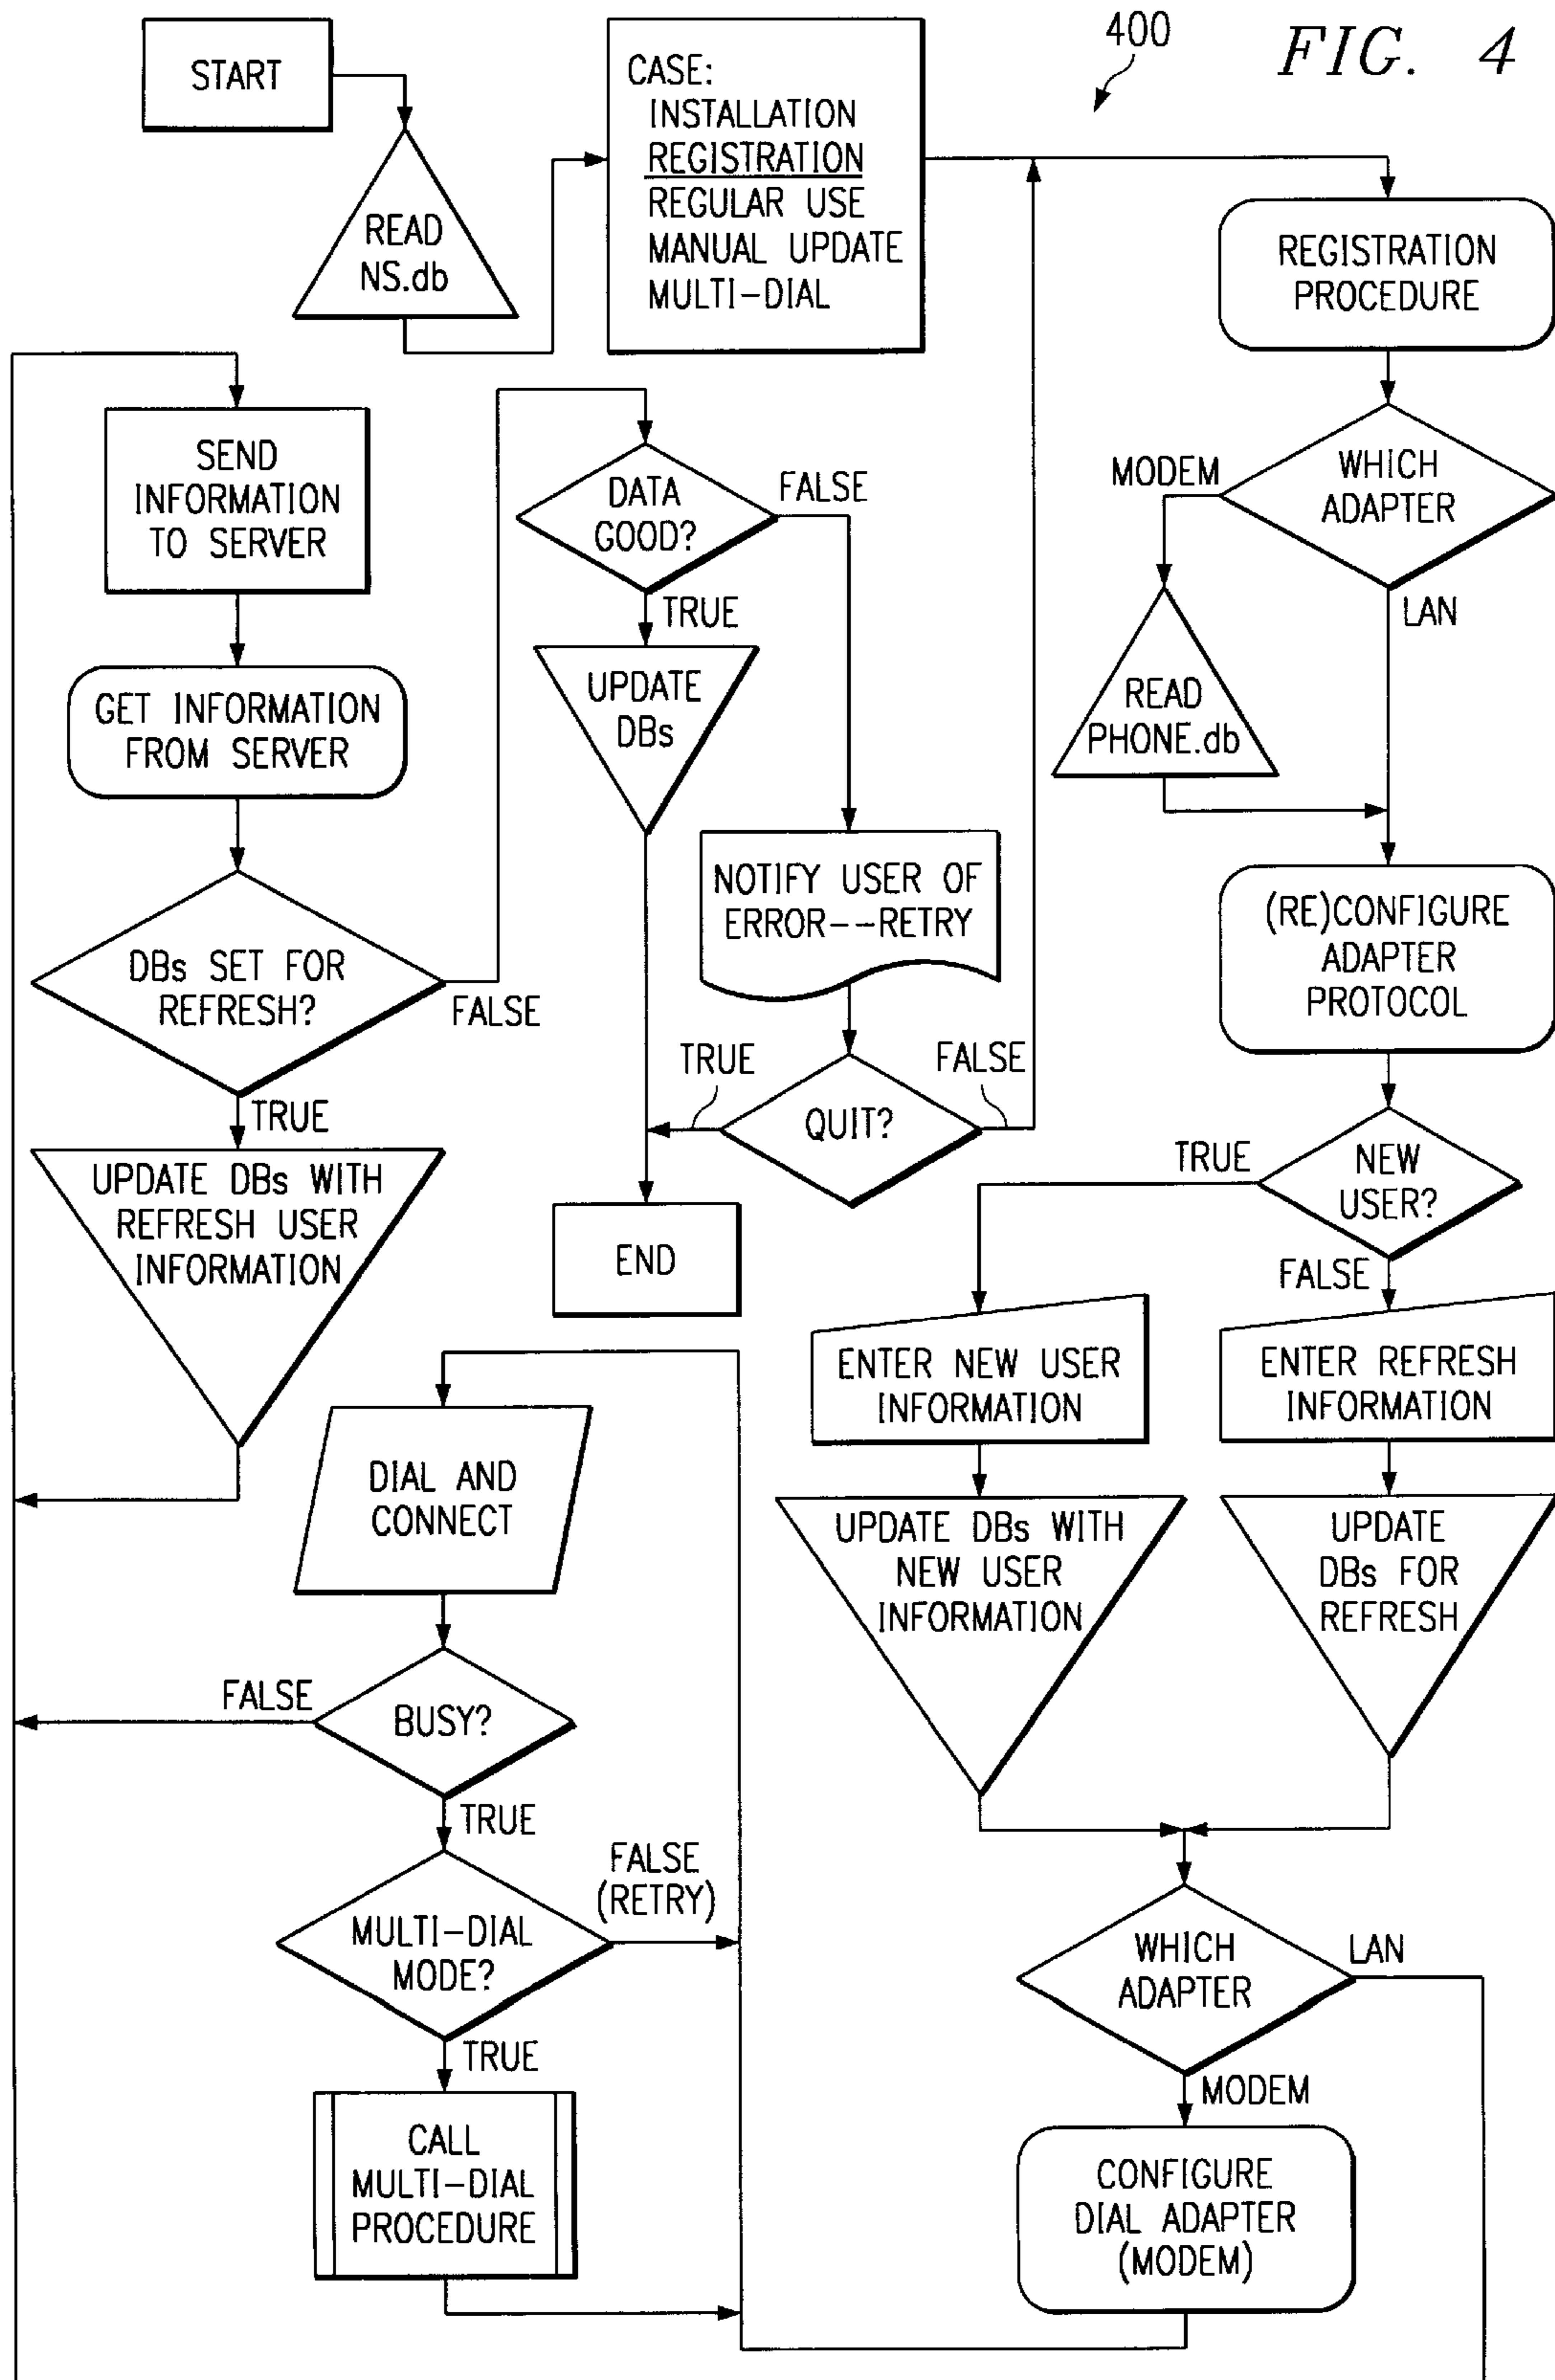 400
FIG. 4
START
READ
NS.db
CASE:
INSTALLATION
REGISTRATION
REGULAR USE
MANUAL UPDATE
MULTI-DIAL
REGISTRATION
PROCEDURE
WHICH
ADAPTER
MODEM
LAN
READ
PHONE.db
(RE)CONFIGURE
ADAPTER
PROTOCOL
NEW
USER?
TRUE
FALSE
ENTER NEW USER
INFORMATION
ENTER REFRESH
INFORMATION
UPDATE DBs WITH
NEW USER
INFORMATION
UPDATE
DBs FOR
REFRESH
WHICH
ADAPTER
LAN
MODEM
CONFIGURE
DIAL ADAPTER
(MODEM)
SEND
INFORMATION
TO SERVER
GET INFORMATION
FROM SERVER
DBs SET FOR
REFRESH?
FALSE
TRUE
UPDATE DBs WITH
REFRESH USER
INFORMATION
DATA
GOOD?
FALSE
TRUE
UPDATE
DBs
NOTIFY USER OF
ERROR--RETRY
TRUE
FALSE
QUIT?
END
DIAL AND
CONNECT
FALSE
BUSY?
TRUE
MULTI-DIAL
MODE?
FALSE
(RETRY)
TRUE
CALL
MULTI-DIAL
PROCEDURE